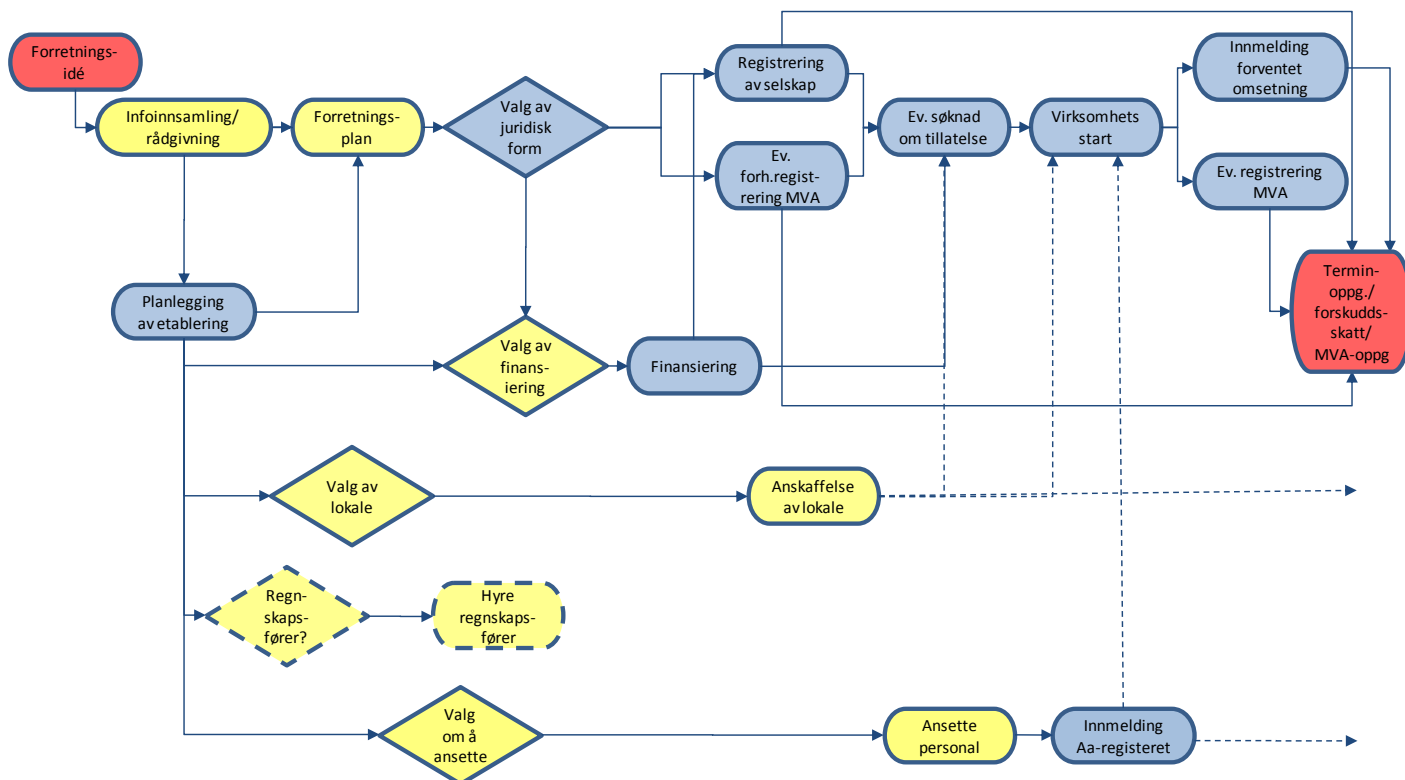 Forretnings-
idé
Infoinnsamling/
rådgivning
Forretnings-
plan
Valg av
juridisk
form
Registrering
av selskap
Ev.
forh.regist-
rering MVA
Ev. søknad
om tillatelse
Virksomhets
start
Innmelding
forventet
omsetning
Ev. registrering
MVA
Termin-
oppg./
forskudds-
skatt/
MVA-oppg
Planlegging
av etablering
Valg av
finans-
iering
Finansiering
Valg av
lokale
Anskaffelse
av lokale
Regn-
skaps-
fører?
Hyre
regnskaps-
fører
Valg
om å
ansette
Ansette
personal
Innmelding
Aa-registeret